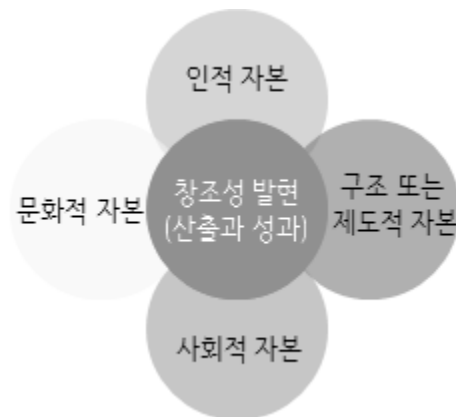 인적 자본
문화적 자본
창조성 발현
(산출과 성과)
구조 또는
제도적 자본
사회적 자본